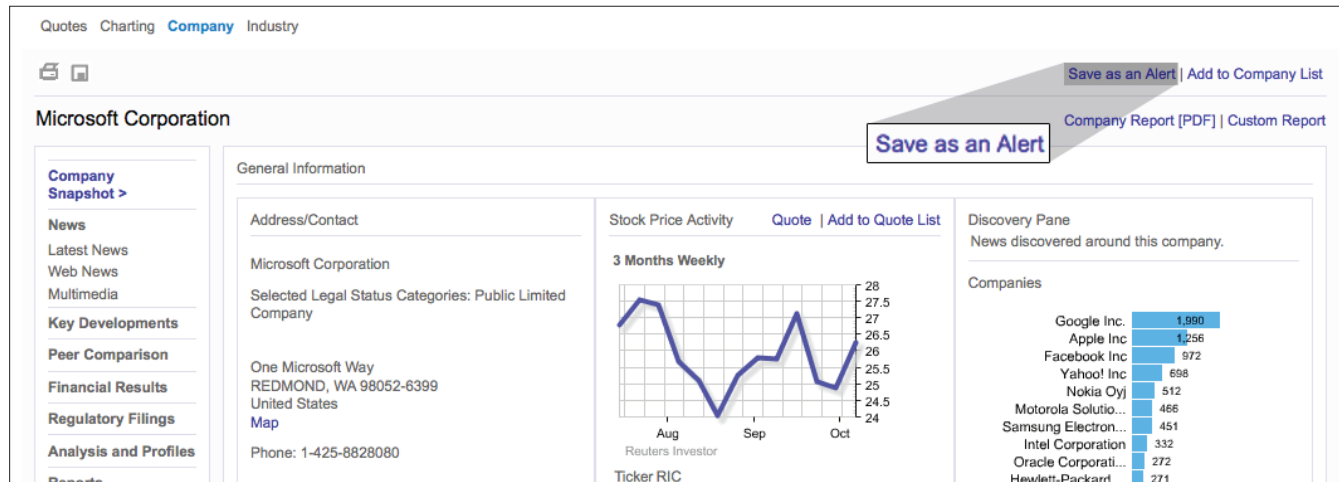 Quotes Charting Company Industry
Save as an Alert | Add to Company List
Microsoft Corporation
Company Report [PDF] | Custom Report
Save as an Alert
Company
Snapshot >
News
Latest News
Web News
Multimedia
Key Developments
Peer Comparison
Financial Results
Regulatory Filings
Analysis and Profiles
Reports
General Information
Address/Contact
Microsoft Corporation
Selected Legal Status Categories: Public Limited
Company
One Microsoft Way
REDMOND, WA 98052-6399
United States
Map
Phone: 1-425-8828080
Stock Price Activity Quote | Add to Quote List
3 Months Weekly
28
27.5
27
26.5
26
25.5
25
24.5
24
Aug Sep Oct
Reuters Investor
Ticker RIC
Discovery Pane
News discovered around this company.
Companies
Google Inc. 1,990
Apple Inc 1,256
Facebook Inc 972
Yahoo! Inc 698
Nokia Oyj 512
Motorola Solutio... 466
Samsung Electron... 451
Intel Corporation 332
Oracle Corporati... 272
Hewlett-Packard... 271